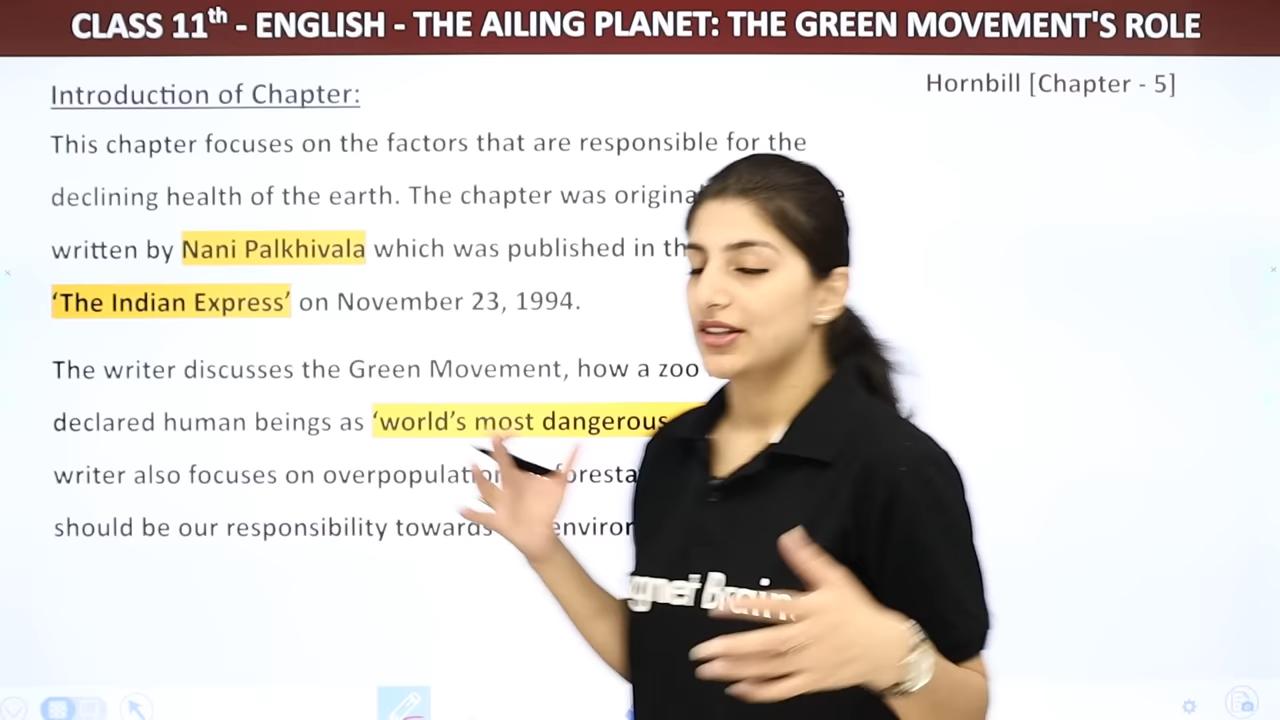 CLASS 11th - ENGLISH - THE AILING PLANET: THE GREEN MOVEMENT'S ROLE
Hornbill [Chapter - 5]
Introduction of Chapter:
This chapter focuses on the factors that are responsible for the
declining health of the earth. The chapter was
written by Nani Palkhivala which was published in
‘The Indian Express’ on November 23, 1994.
The writer discusses the Green Movement, how a zoo
declared human beings as ‘world’s most dangerous
writer also focuses on
should be our responsibility towards